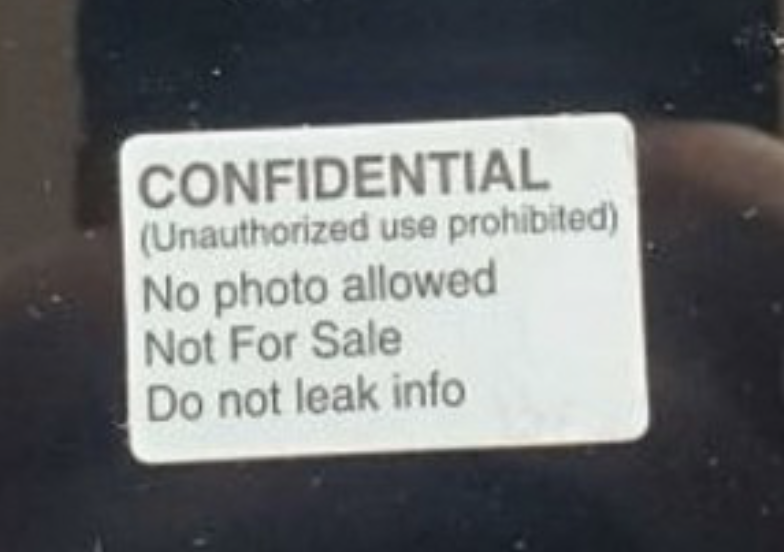 CONFIDENTIAL
(Unauthorized use prohibited)
No photo allowed
Not For Sale
Do not leak info